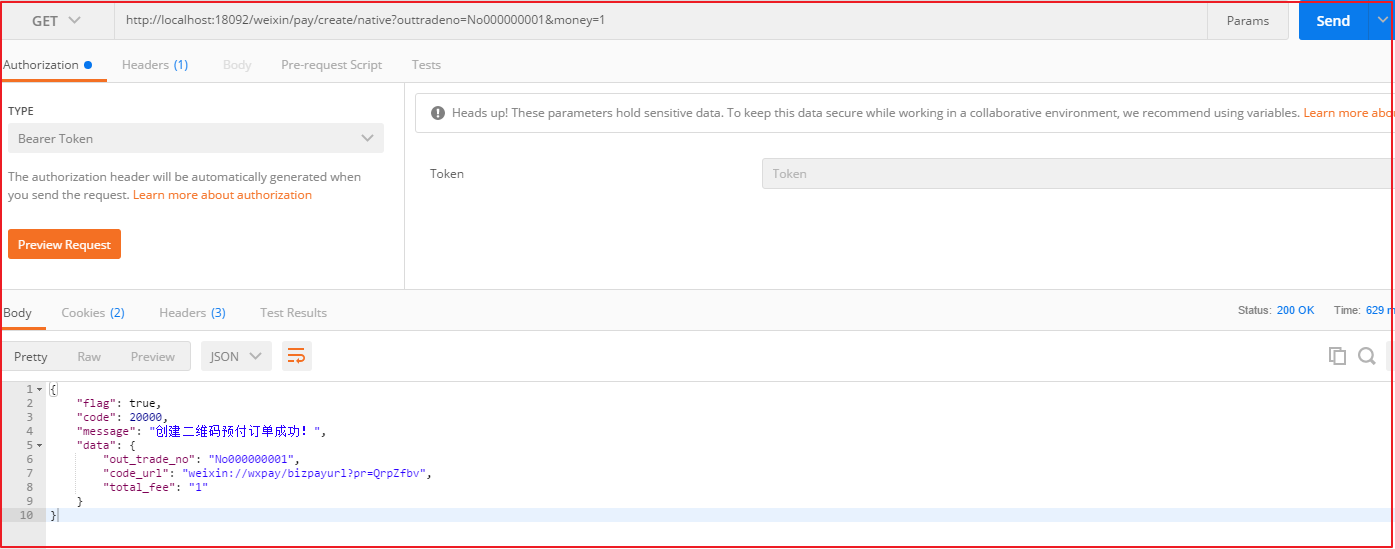 GET http://localhost:18092/weixin/pay/create/native?outtradeno=No000000001&money=1 Params Send
Authorization Headers (1) Body Pre-request Script Tests
TYPE
Bearer Token
The authorization header will be automatically generated when
you send the request. Learn more about authorization
Preview Request
Heads up! These parameters hold sensitive data. To keep this data secure while working in a collaborative environment, we recommend using variables. Learn more abo
Token Token
Body Cookies (2) Headers (3) Test Results Status: 200 OK Time: 629 m
Pretty Raw Preview JSON
1 {
2 "flag": true,
3 "code": 20000,
4 "message": "创建二维码预付订单成功!",
5 "data": {
6 "out_trade_no": "No000000001",
7 "code_url": "weixin://wxpay/bizpayurl?pr=QrpZfbv",
8 "total_fee": "1"
9 }
10 }